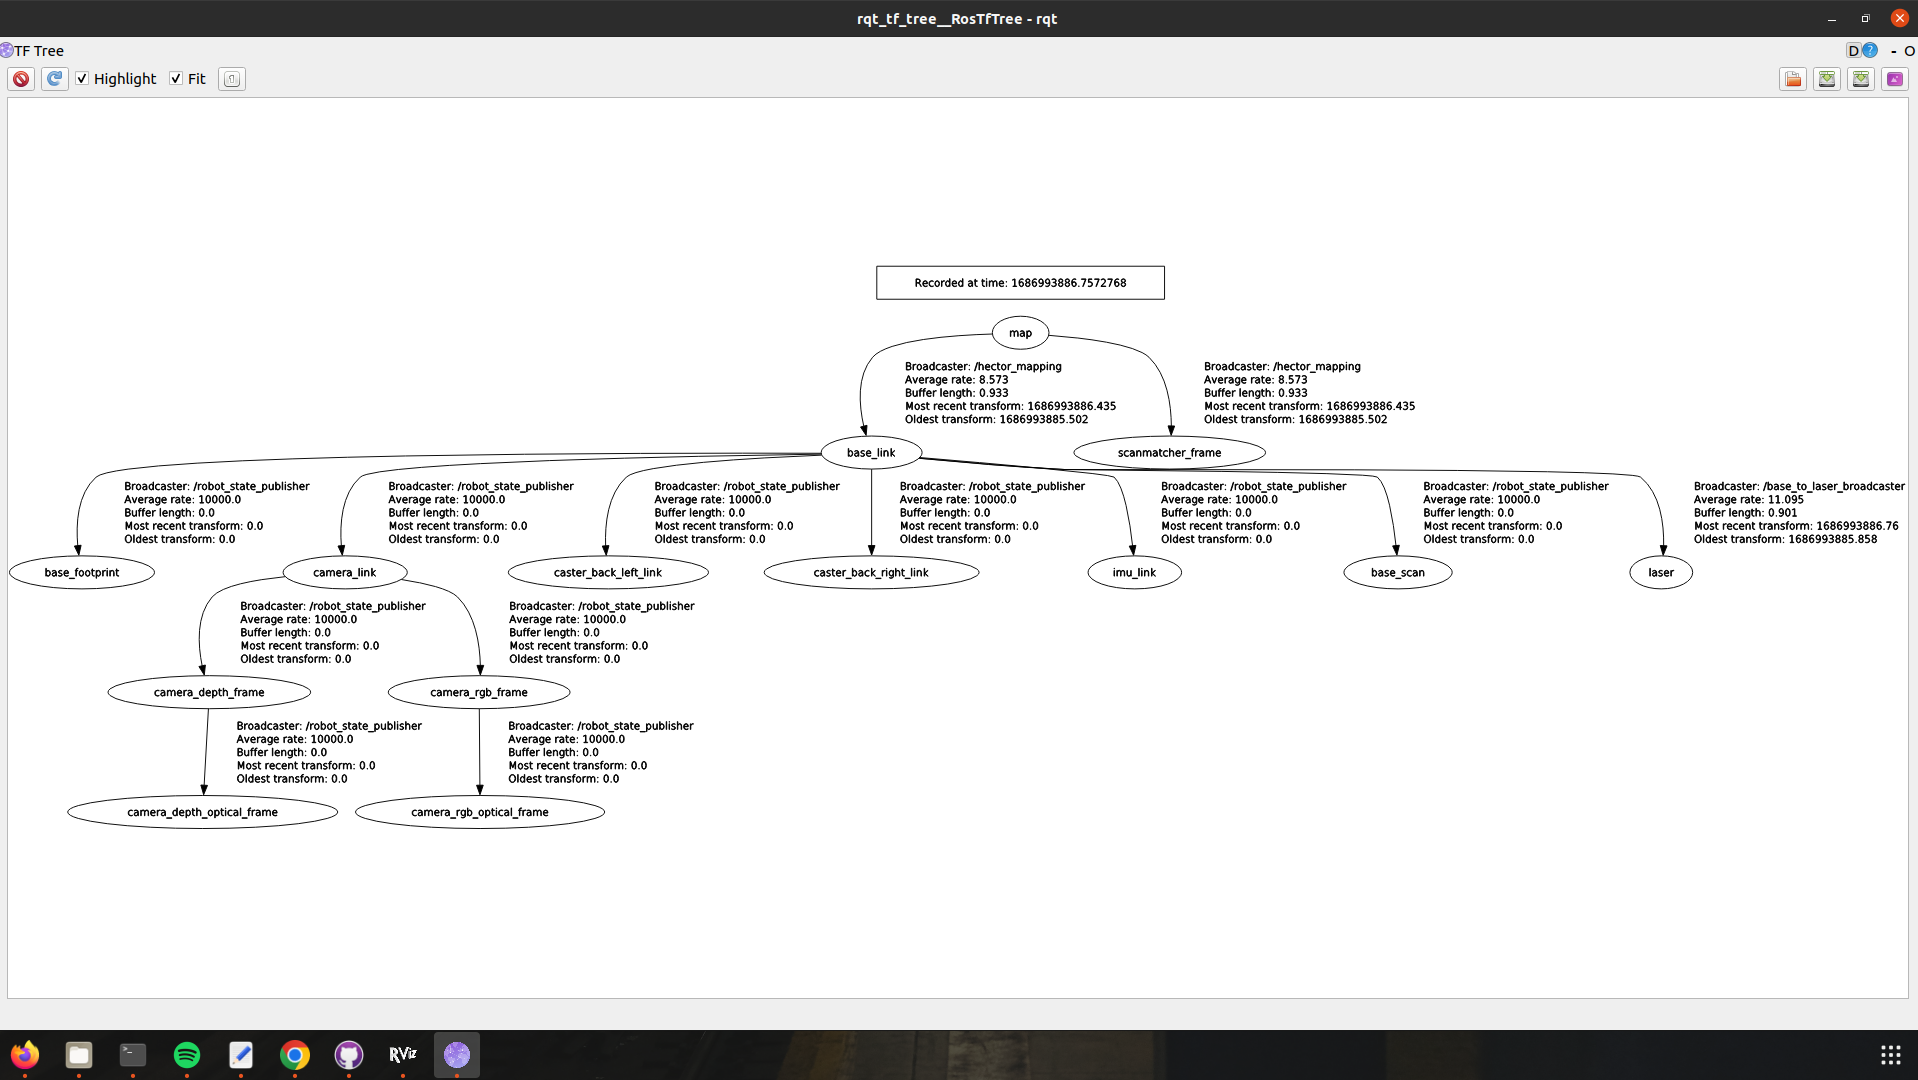 rqt_tf_tree__RosTfTree - rqt
TF Tree
D ? - O
Highlight Fit
Recorded at time: 1686993886.7572768
map
Broadcaster: /hector_mapping
Average rate: 8.573
Buffer length: 0.933
Most recent transform: 1686993886.435
Oldest transform: 1686993885.502
Broadcaster: /hector_mapping
Average rate: 8.573
Buffer length: 0.933
Most recent transform: 1686993886.435
Oldest transform: 1686993885.502
base_link
scanmatcher_frame
Broadcaster: /robot_state_publisher
Average rate: 10000.0
Buffer length: 0.0
Most recent transform: 0.0
Oldest transform: 0.0
Broadcaster: /robot_state_publisher
Average rate: 10000.0
Buffer length: 0.0
Most recent transform: 0.0
Oldest transform: 0.0
Broadcaster: /robot_state_publisher
Average rate: 10000.0
Buffer length: 0.0
Most recent transform: 0.0
Oldest transform: 0.0
Broadcaster: /robot_state_publisher
Average rate: 10000.0
Buffer length: 0.0
Most recent transform: 0.0
Oldest transform: 0.0
Broadcaster: /robot_state_publisher
Average rate: 10000.0
Buffer length: 0.0
Most recent transform: 0.0
Oldest transform: 0.0
Broadcaster: /robot_state_publisher
Average rate: 10000.0
Buffer length: 0.0
Most recent transform: 0.0
Oldest transform: 0.0
Broadcaster: /base_to_laser_broadcaster
Average rate: 11.095
Buffer length: 0.901
Most recent transform: 1686993886.76
Oldest transform: 1686993885.858
base_footprint
camera_link
caster_back_left_link
caster_back_right_link
imu_link
base_scan
laser
Broadcaster: /robot_state_publisher
Average rate: 10000.0
Buffer length: 0.0
Most recent transform: 0.0
Oldest transform: 0.0
Broadcaster: /robot_state_publisher
Average rate: 10000.0
Buffer length: 0.0
Most recent transform: 0.0
Oldest transform: 0.0
camera_depth_frame
camera_rgb_frame
Broadcaster: /robot_state_publisher
Average rate: 10000.0
Buffer length: 0.0
Most recent transform: 0.0
Oldest transform: 0.0
Broadcaster: /robot_state_publisher
Average rate: 10000.0
Buffer length: 0.0
Most recent transform: 0.0
Oldest transform: 0.0
camera_depth_optical_frame
camera_rgb_optical_frame
RViz